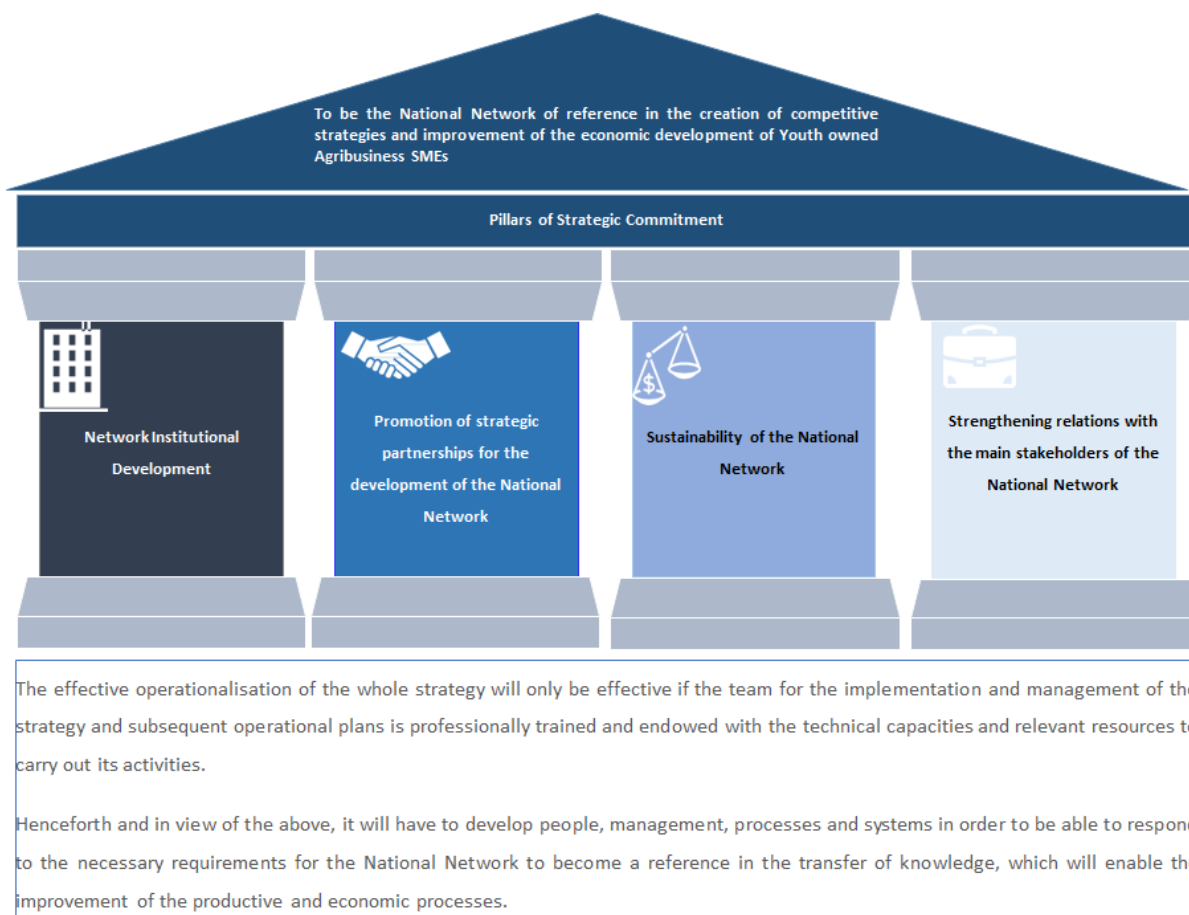 To be the National Network of reference in the creation of competitive
strategies and improvement of the economic development of Youth owned
Agribusiness SMEs
Pillars of Strategic Commitment
Network Institutional
Development
Promotion of strategic
partnerships for the
development of the National
Network
$
Sustainability of the National
Network
Strengthening relations with
the main stakeholders of the
National Network
The effective operationalisation of the whole strategy will only be effective if the team for the implementation and management of the
strategy and subsequent operational plans is professionally trained and endowed with the technical capacities and relevant resources to
carry out its activities.
Henceforth and in view of the above, it will have to develop people, management, processes and systems in order to be able to respond
to the necessary requirements for the National Network to become a reference in the transfer of knowledge, which will enable the
improvement of the productive and economic processes.